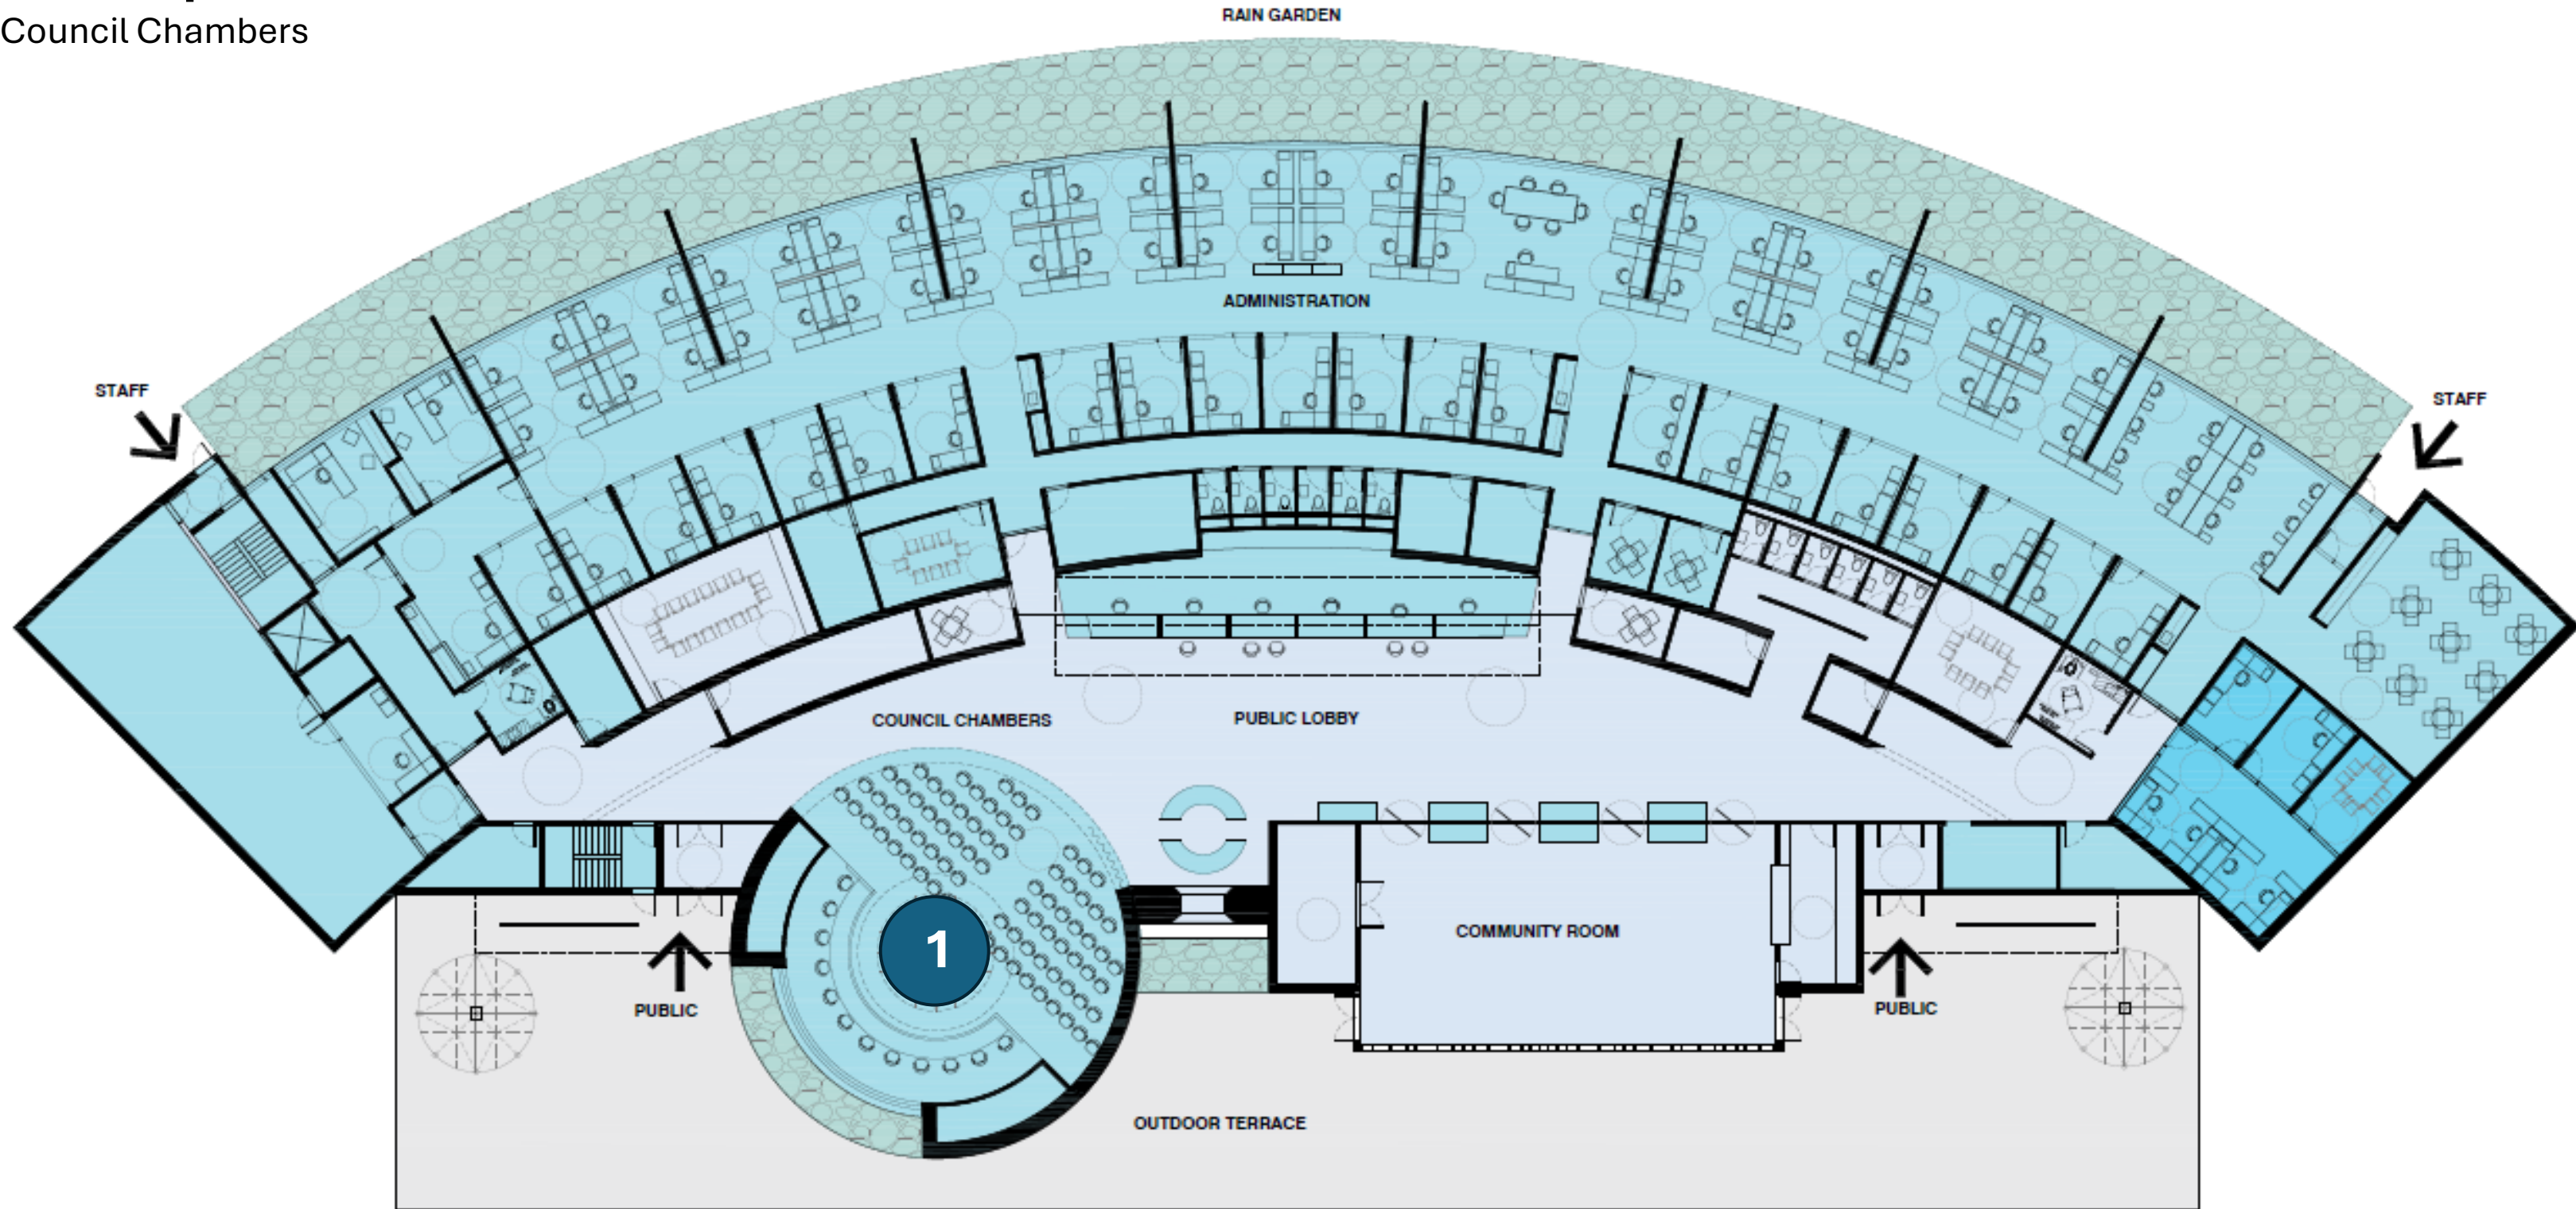 Council Chambers
RAIN GARDEN
ADMINISTRATION
STAFF
STAFF
COUNCIL CHAMBERS
PUBLIC LOBBY
COMMUNITY ROOM
1
PUBLIC
PUBLIC
OUTDOOR TERRACE